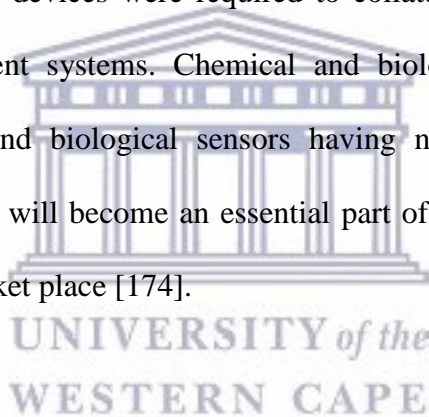 devices were required to collat
ent systems. Chemical and biol
nd biological sensors having n
will become an essential part of
ket place [174].
UNIVERSITY of the
WESTERN CAPE